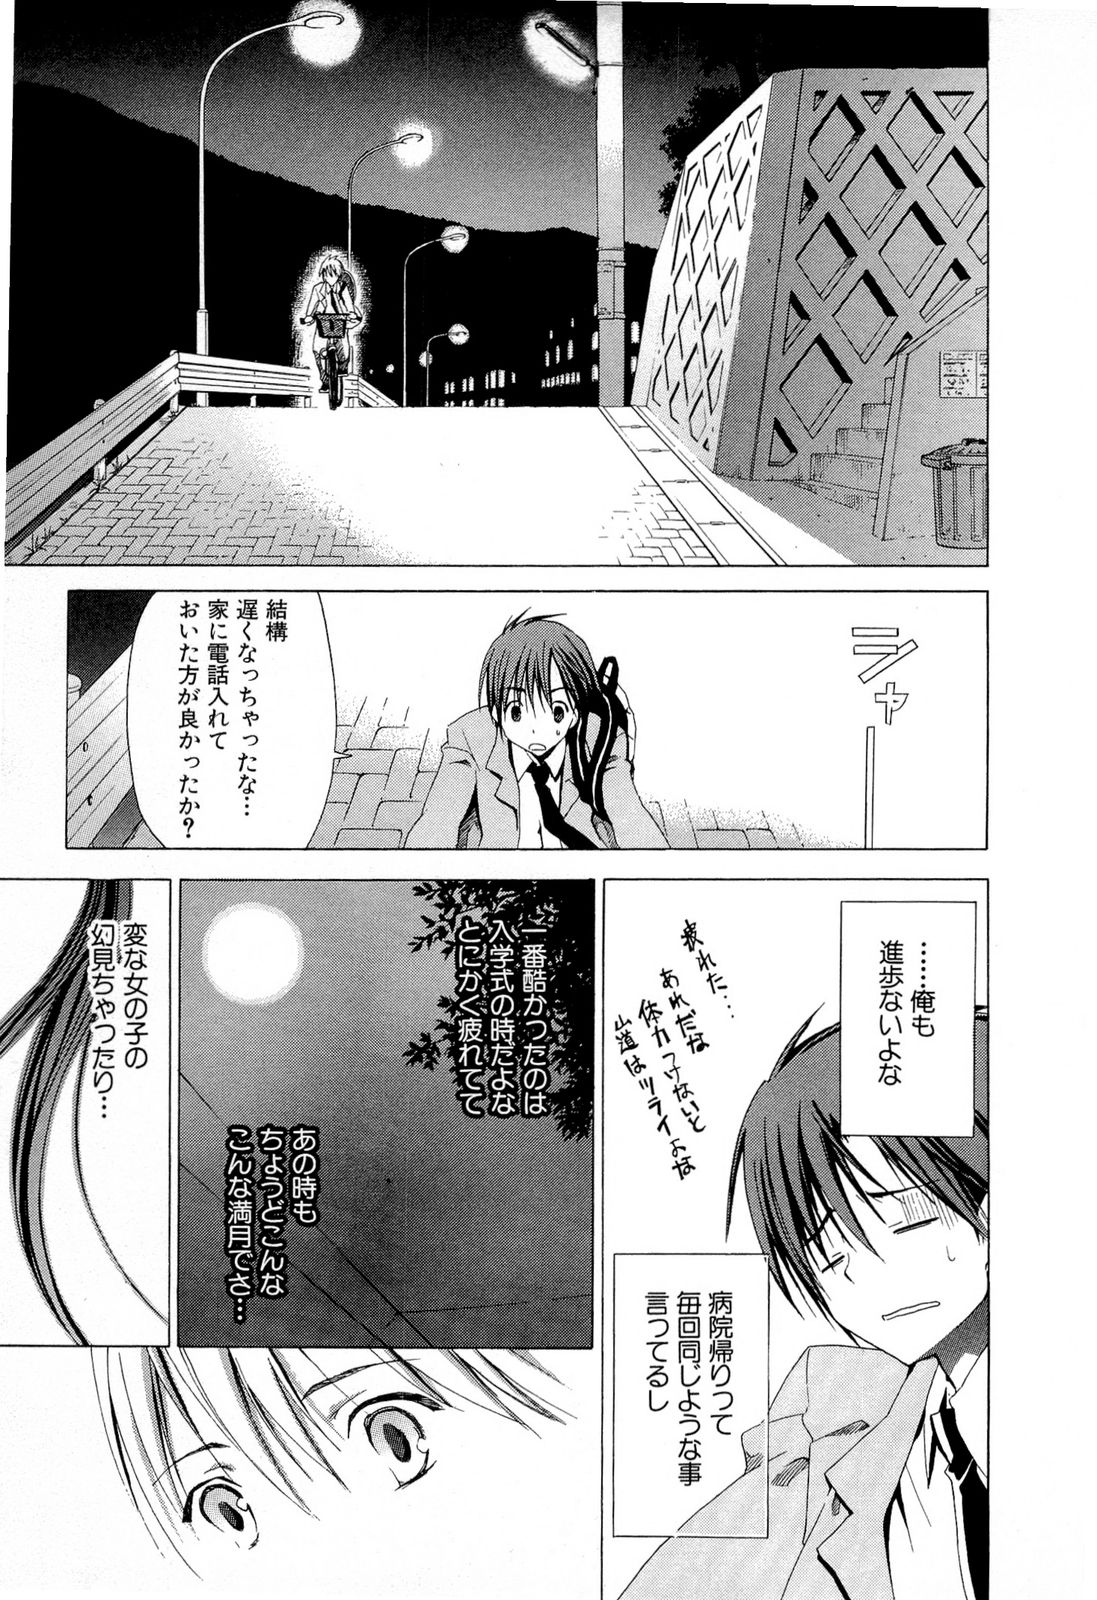 シャー
結構
遅くなっちゃったな…
家に電話入れて
おいた方が良かったか?
……俺も
進歩ないよな
疲れた…
あれだな
体力つけないと
山道はツライよな
病院帰りって
毎回同じような事
言ってるし
一番酷かったのは
入学式の時だよな
とにかく疲れてて
あの時も
ちょうどこんな
こんな満月でさ…
変な女の子の
幻見ちゃったり…